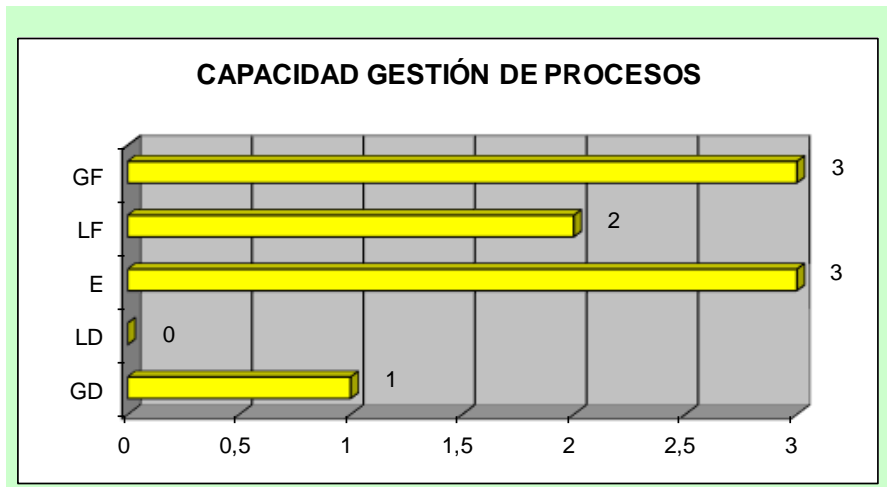 CAPACIDAD GESTIÓN DE PROCESOS
GF 3
LF 2
E 3
LD 0
GD 1
0 0,5 1 1,5 2 2,5 3